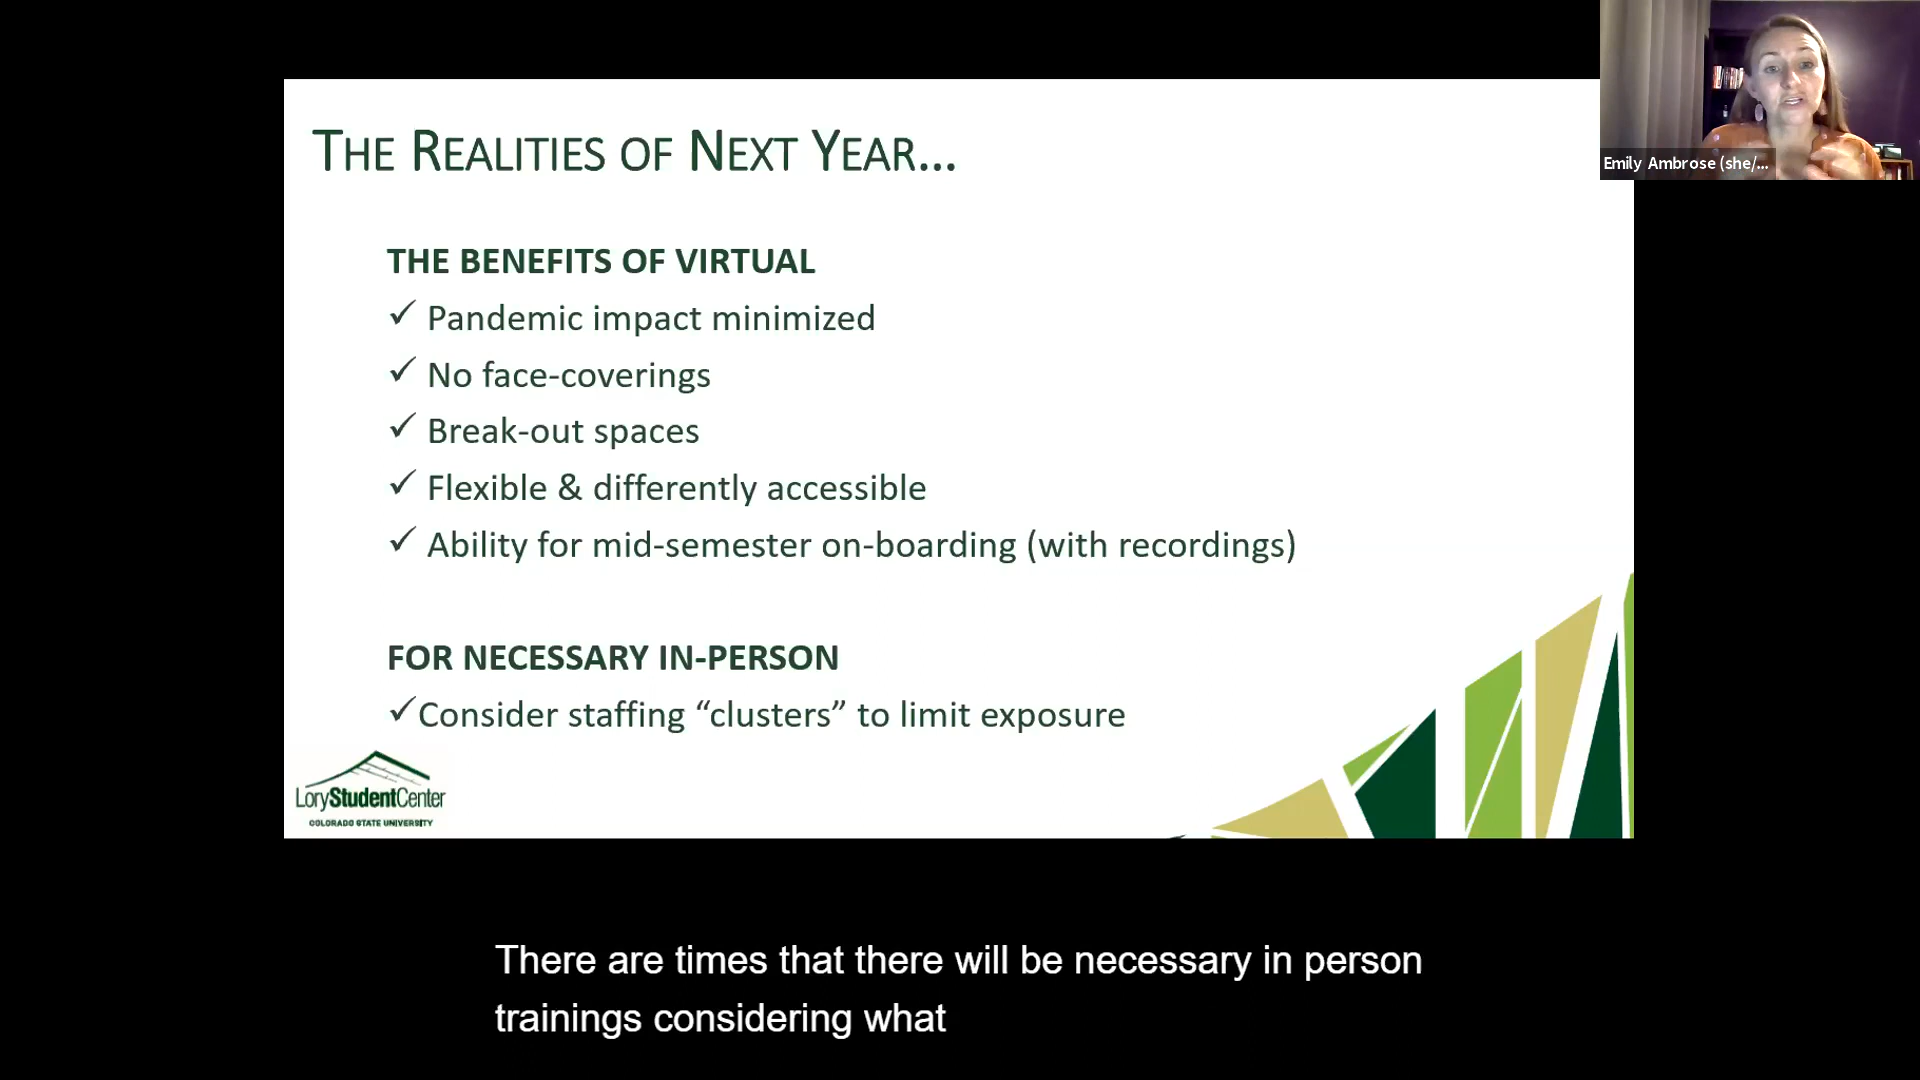 THE REALITIES OF NEXT YEAR…
Emily Ambrose (she/...
THE BENEFITS OF VIRTUAL
✓ Pandemic impact minimized
✓ No face-coverings
✓ Break-out spaces
✓ Flexible & differently accessible
✓ Ability for mid-semester on-boarding (with recordings)
FOR NECESSARY IN-PERSON
✓Consider staffing “clusters” to limit exposure
LoryStudentCenter
COLORADO STATE UNIVERSITY
There are times that there will be necessary in person
trainings considering what